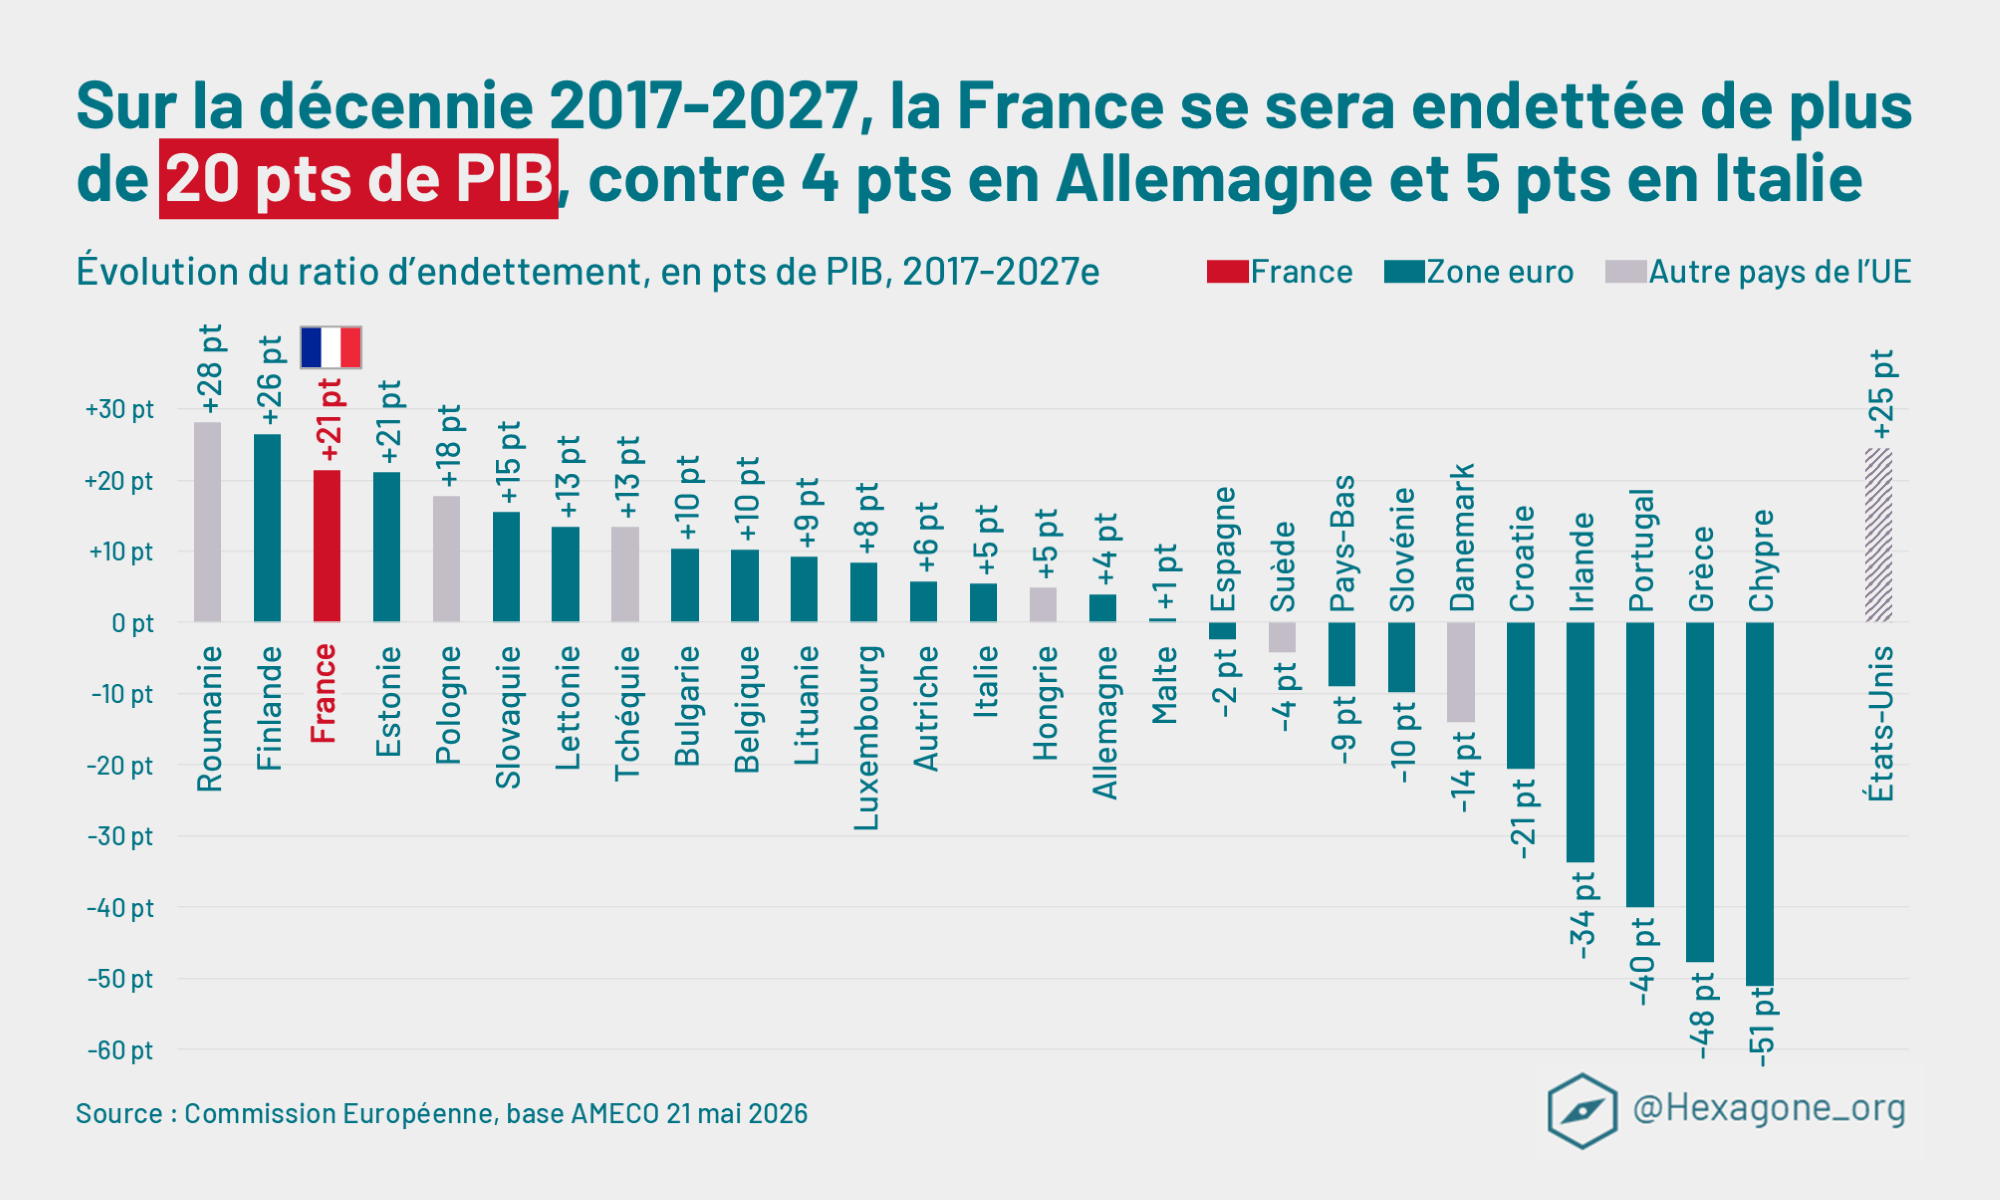 Sur la décennie 2017-2027, la France se sera endettée de plus
de 20 pts de PIB, contre 4 pts en Allemagne et 5 pts en Italie
Évolution du ratio d’endettement, en pts de PIB, 2017-2027e
France
Zone euro
Autre pays de l’UE
+30 pt
+20 pt
+10 pt
0 pt
-10 pt
-20 pt
-30 pt
-40 pt
-50 pt
-60 pt
+28 pt
Roumanie
+26 pt
Finlande
+21 pt
France
+21 pt
Estonie
+18 pt
Pologne
+15 pt
Slovaquie
+13 pt
Lettonie
+13 pt
Tchéquie
+10 pt
Bulgarie
+10 pt
Belgique
+9 pt
Lituanie
+8 pt
Luxembourg
+6 pt
Autriche
+5 pt
Italie
+5 pt
Hongrie
+4 pt
Allemagne
+1 pt
Malte
Espagne
-2 pt
Suède
-4 pt
Pays-Bas
-9 pt
Slovénie
-10 pt
Danemark
-14 pt
Croatie
-21 pt
Irlande
-34 pt
Portugal
-40 pt
Grèce
-48 pt
Chypre
-51 pt
+25 pt
États-Unis
Source : Commission Européenne, base AMECO 21 mai 2026
@Hexagone_org